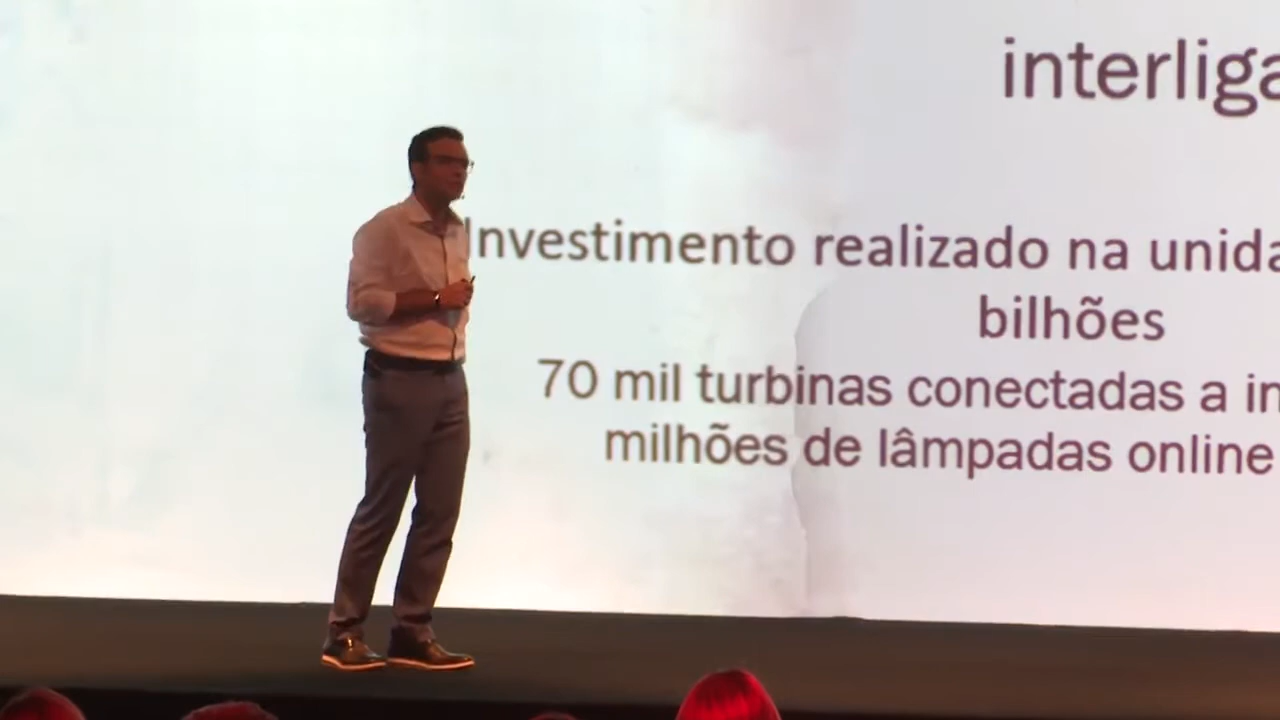 interliga
Investimento realizado na unida
bilhões
70 mil turbinas conectadas a in
milhões de lâmpadas online